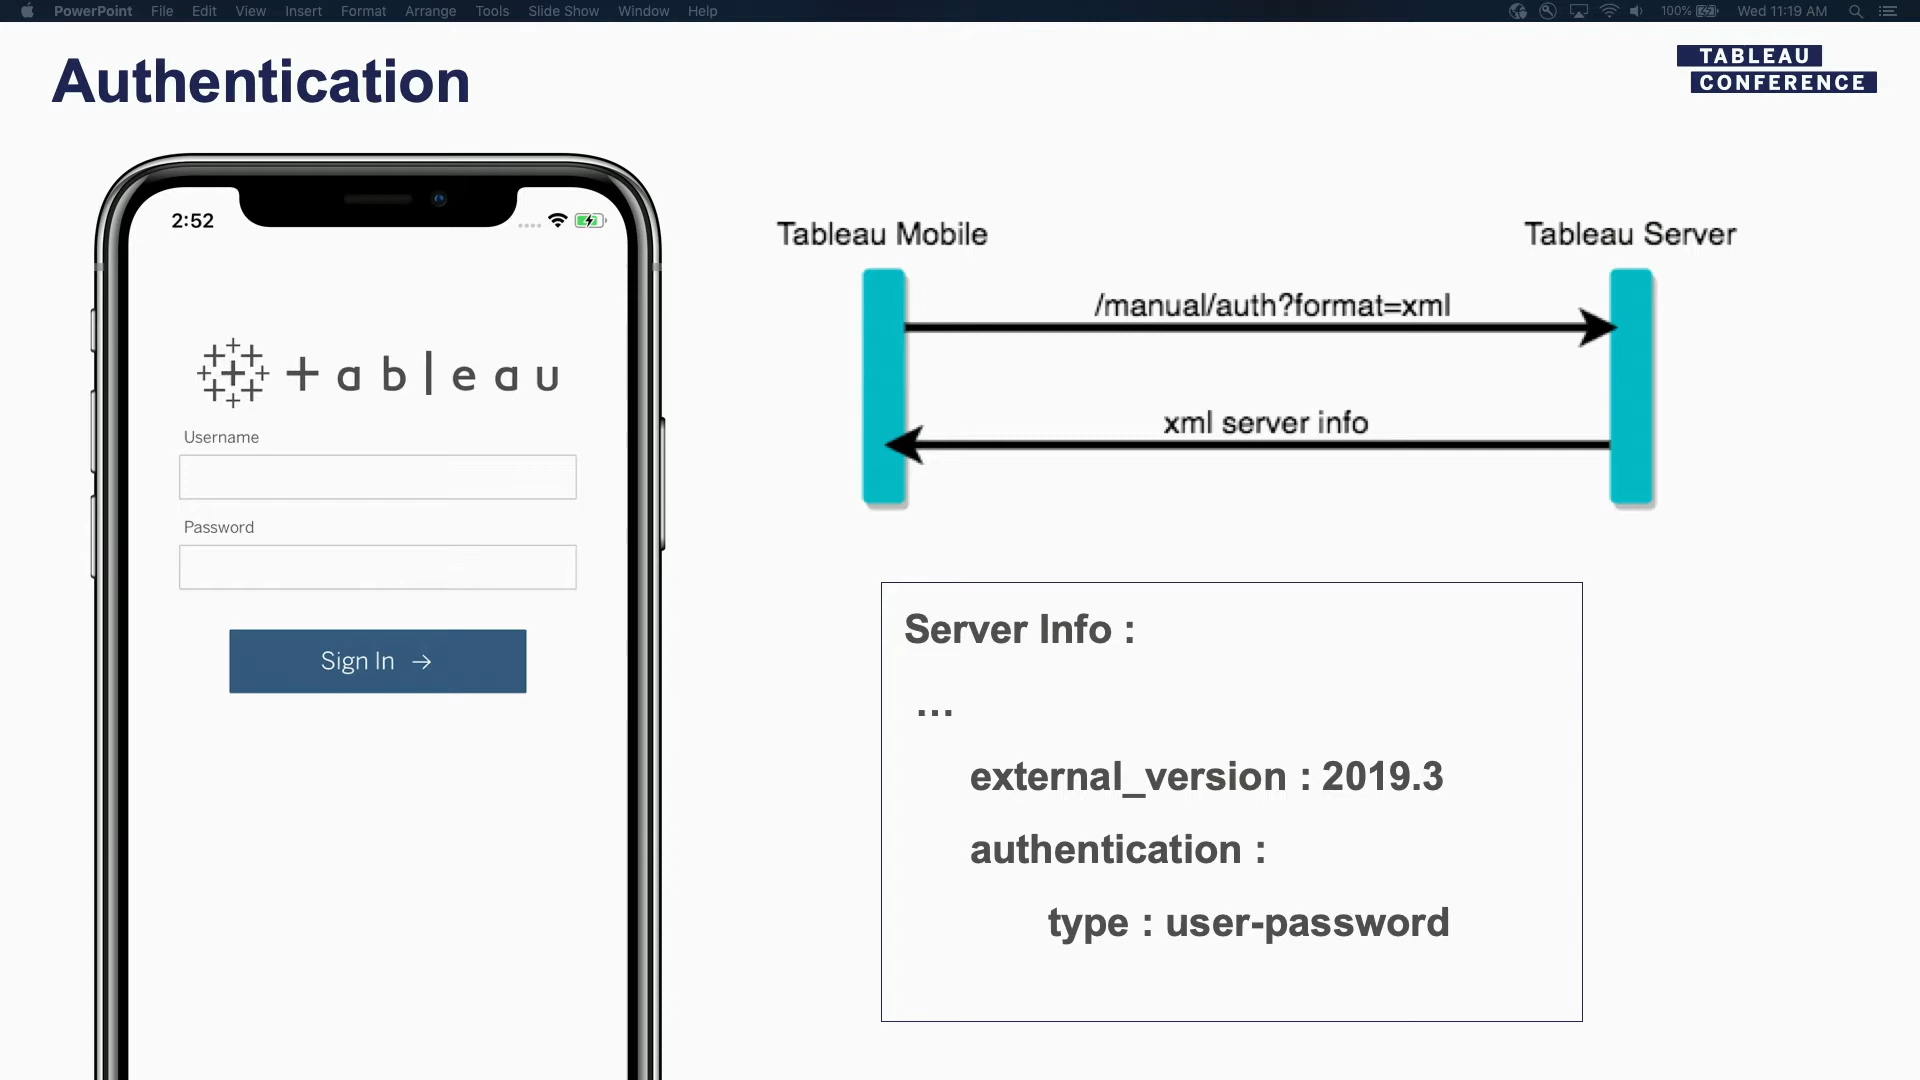 PowerPoint File Edit View Insert Format Arrange Tools Slide Show Window Help 100% Wed 11:19 AM
Authentication
TABLEAU
CONFERENCE
2:52
+ableau
Username
Password
Sign In →
Tableau Mobile
Tableau Server
/manual/auth?format=xml
xml server info
Server Info :
...
external_version : 2019.3
authentication :
type : user-password